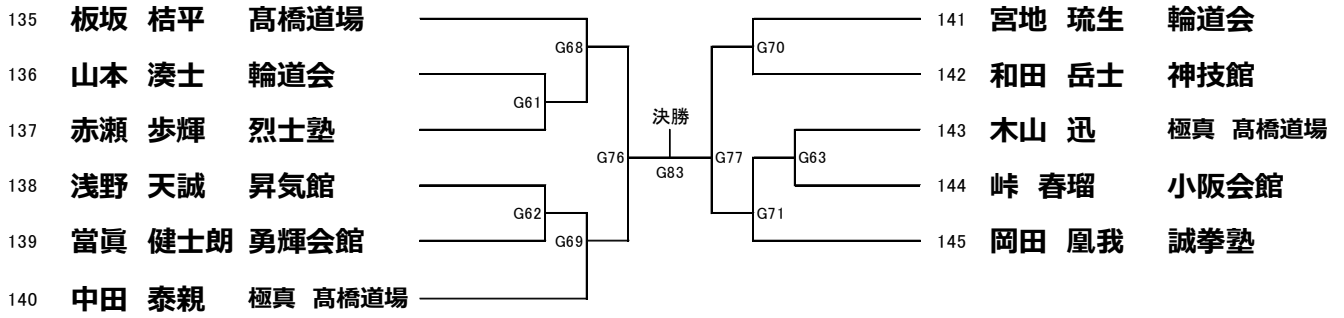 135 板坂 桔平 髙橋道場
136 山本 湊士 輪道会
137 赤瀬 歩輝 烈士塾
138 浅野 天誠 昇気館
139 當眞 健士朗 勇輝会館
140 中田 泰親 極真 髙橋道場
G68
G61
G62
G69
G76
決勝
G83
G77
G70
G63
G71
141 宮地 琉生 輪道会
142 和田 岳士 神技館
143 木山 迅 極真 髙橋道場
144 峠 春瑠 小阪会館
145 岡田 凰我 誠拳塾